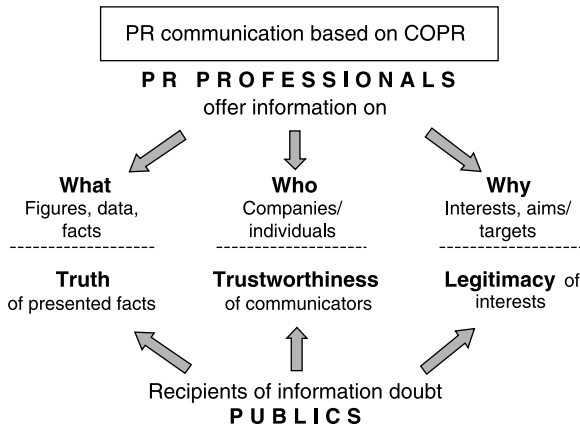 PR communication based on COPR
PR PROFESSIONALS
offer information on
What
Figures, data,
facts
Who
Companies/
individuals
Why
Interests, aims/
targets
Truth
of presented facts
Trustworthiness
of communicators
Legitimacy of
interests
Recipients of information doubt
PUBLICS